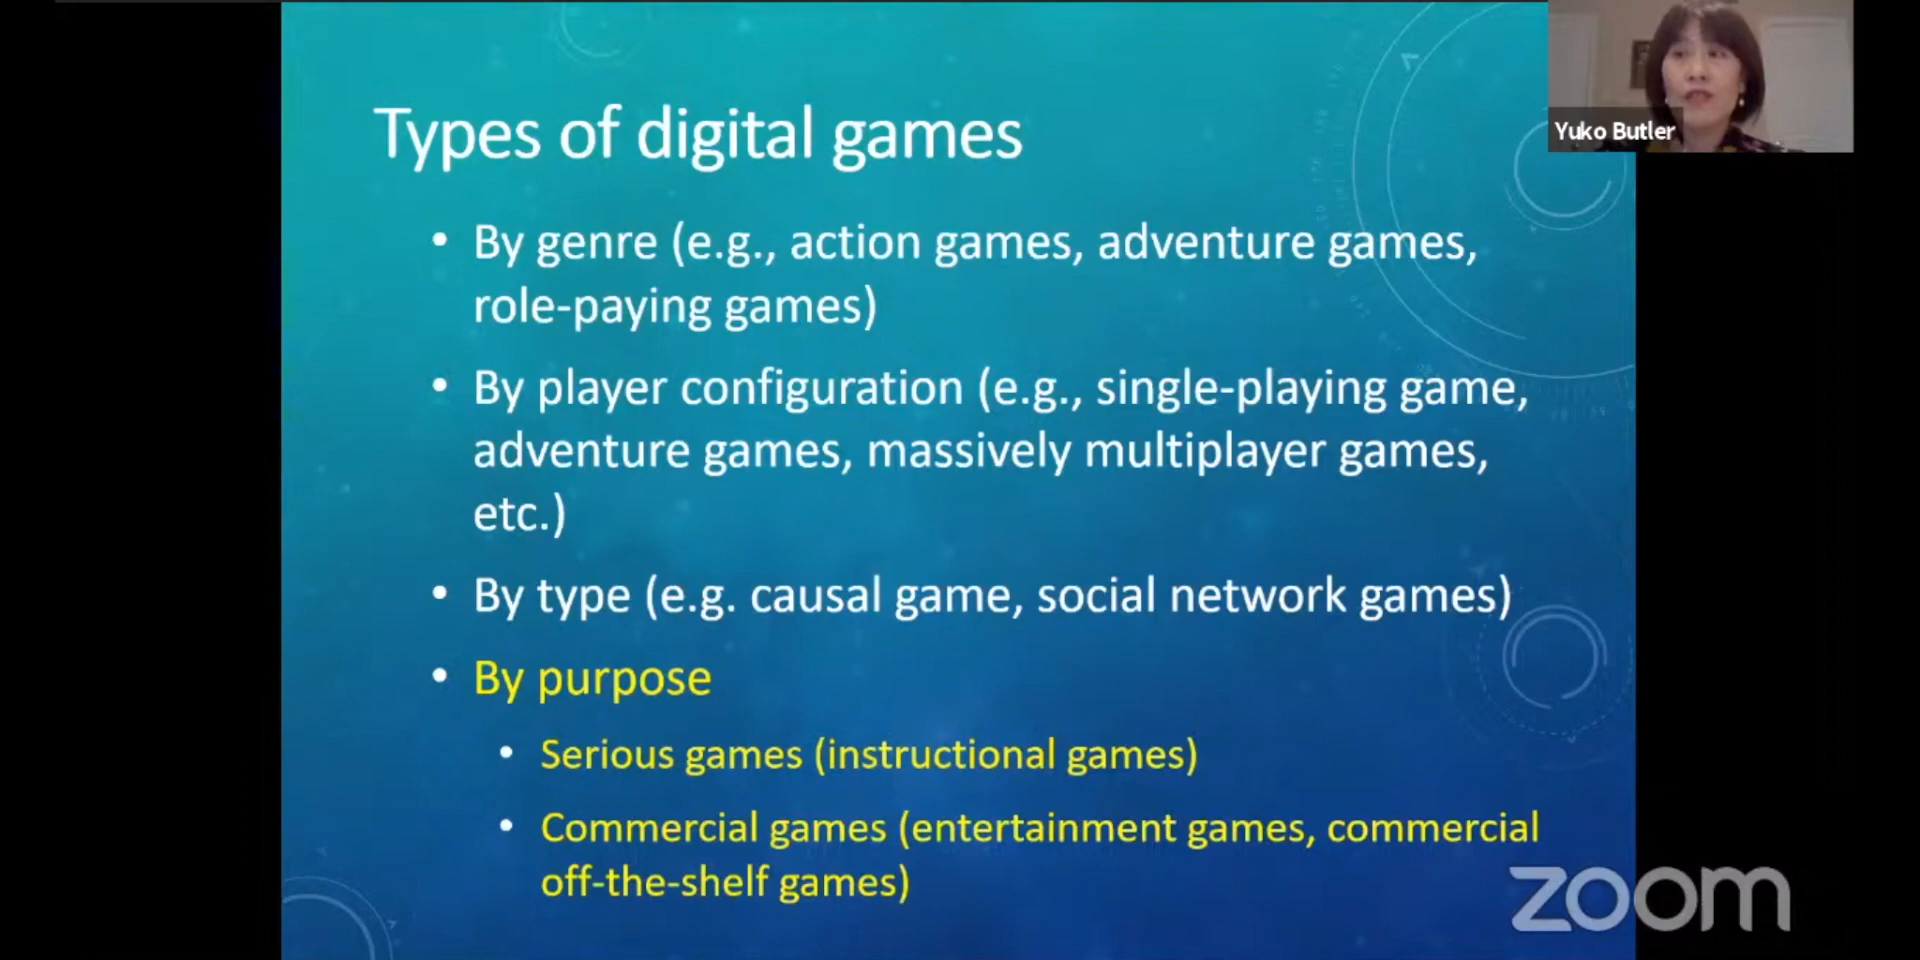 Types of digital games
Yuko Butler
• By genre (e.g., action games, adventure games,
role-paying games)
• By player configuration (e.g., single-playing game,
adventure games, massively multiplayer games,
etc.)
• By type (e.g. causal game, social network games)
• By purpose
• Serious games (instructional games)
• Commercial games (entertainment games, commercial
off-the-shelf games)
zoom